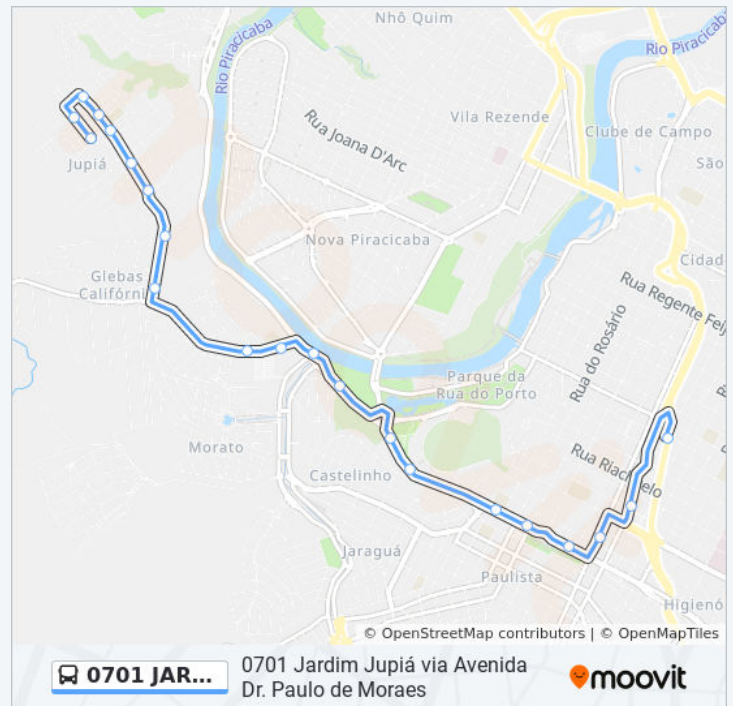 Nhô Quim
Rio Piracicaba
Rio Piracicaba
Vila Rezende
Rua Joana D'Arc
Clube de Campo
São
Jupiá
Nova Piracicaba
Cidad
Glebas
Califórni
Rua Regente Feij
Rua do Rosário
Parque da
Rua do Porto
Morato
Castelinho
Rua Riachuelo
Jaraguá
Paulista
Higienó
© OpenStreetMap contributors | © OpenMapTiles
0701 JAR...
0701 Jardim Jupiá via Avenida
Dr. Paulo de Moraes
moovit